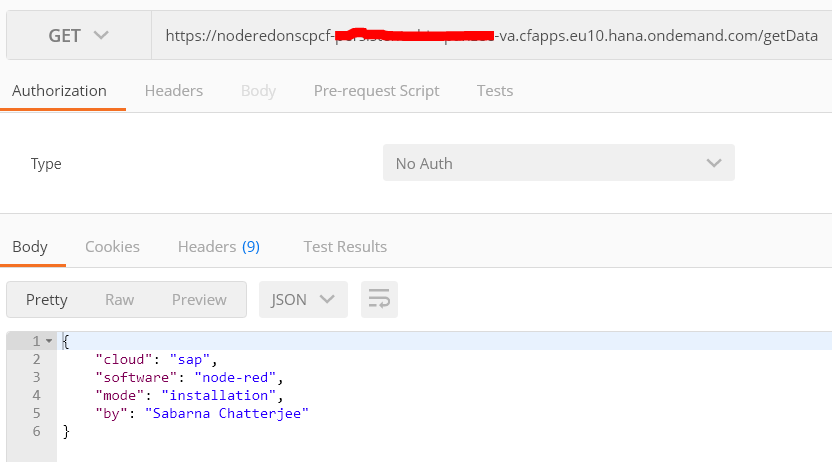 GET https://noderedonscpcf- -va.cfapps.eu10.hana.ondemand.com/getData
Authorization Headers Body Pre-request Script Tests
Type No Auth
Body Cookies Headers (9) Test Results
Pretty Raw Preview JSON
1 {
2 "cloud": "sap",
3 "software": "node-red",
4 "mode": "installation",
5 "by": "Sabarna Chatterjee"
6 }